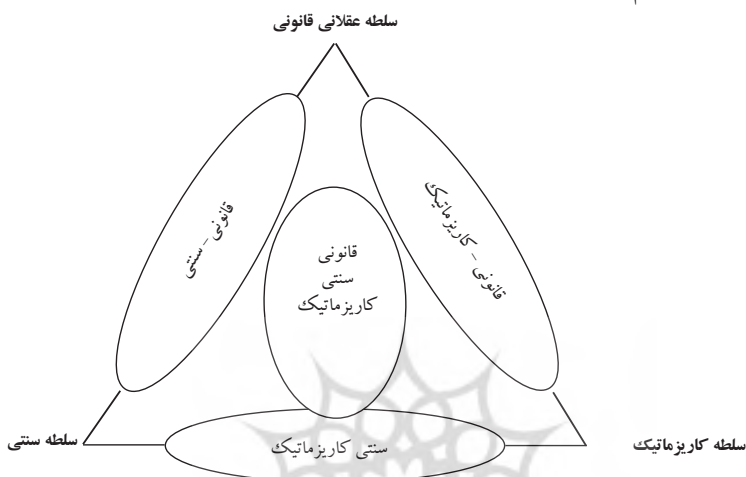 سلطه عقلانی قانونی
قانونی - سنتی
قانونی - کاریزماتیک
قانونی
سنتی
کاریزماتیک
سلطه سنتی
سنتی کاریزماتیک
سلطه کاریزماتیک